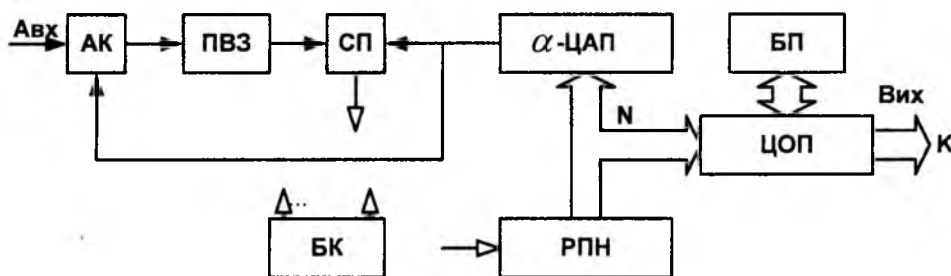 Авх
АК
ПВЗ
СП
α-ЦАП
БП
N
Вих
ЦОП
К
...
БК
РПН